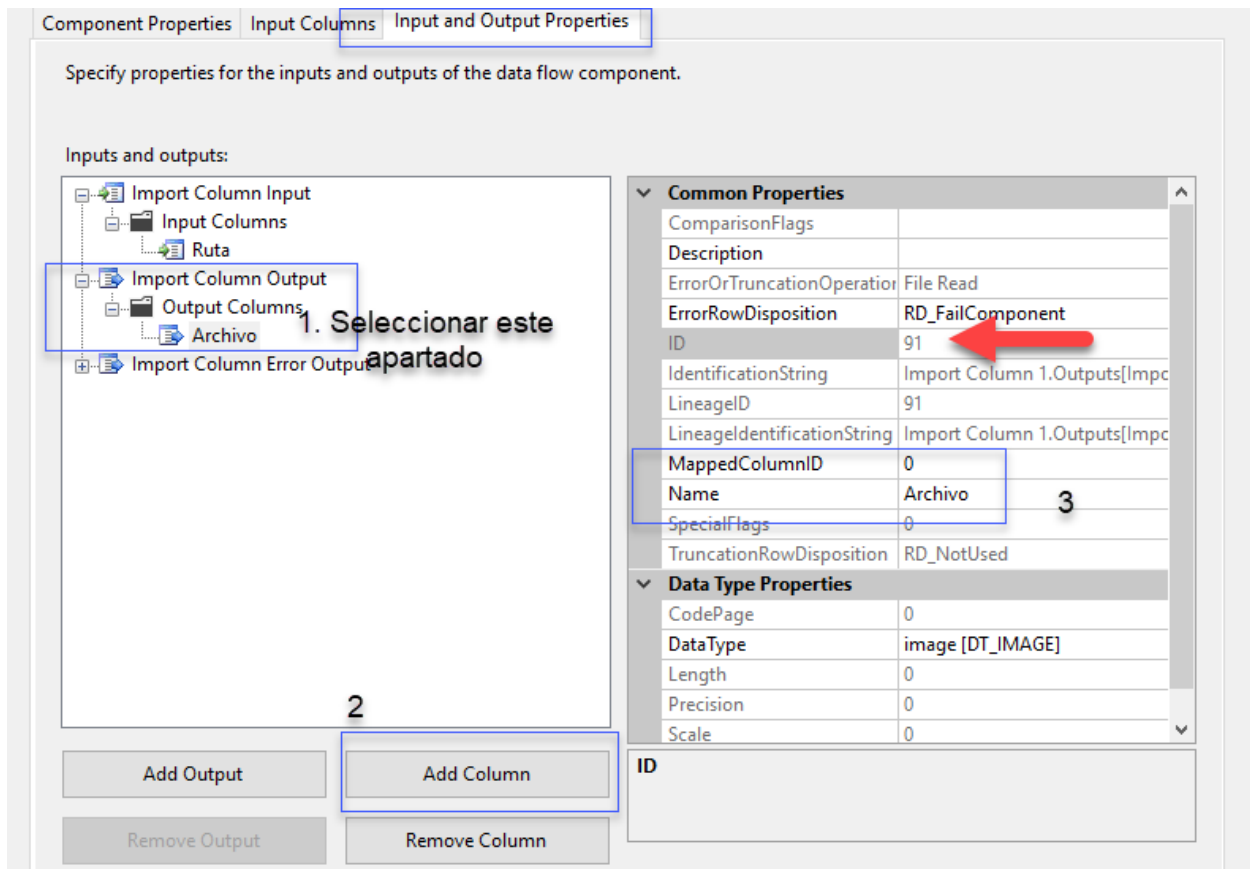 Component Properties Input Columns Input and Output Properties
Specify properties for the inputs and outputs of the data flow component.
Inputs and outputs:
Import Column Input
Input Columns
Ruta
Import Column Output
Output Columns
Archivo
Import Column Error Output
1. Seleccionar este
apartado
2
Add Output
Add Column
Remove Output
Remove Column
Common Properties
ComparisonFlags
Description
ErrorOrTruncationOperation File Read
ErrorRowDisposition RD_FailComponent
ID 91
IdentificationString Import Column 1.Outputs[Impo
LineageID 91
LineageIdentificationString Import Column 1.Outputs[Impo
MappedColumnID 0
Name Archivo
3
SpecialFlags 0
TruncationRowDisposition RD_NotUsed
Data Type Properties
CodePage 0
DataType image [DT_IMAGE]
Length 0
Precision 0
Scale 0
ID